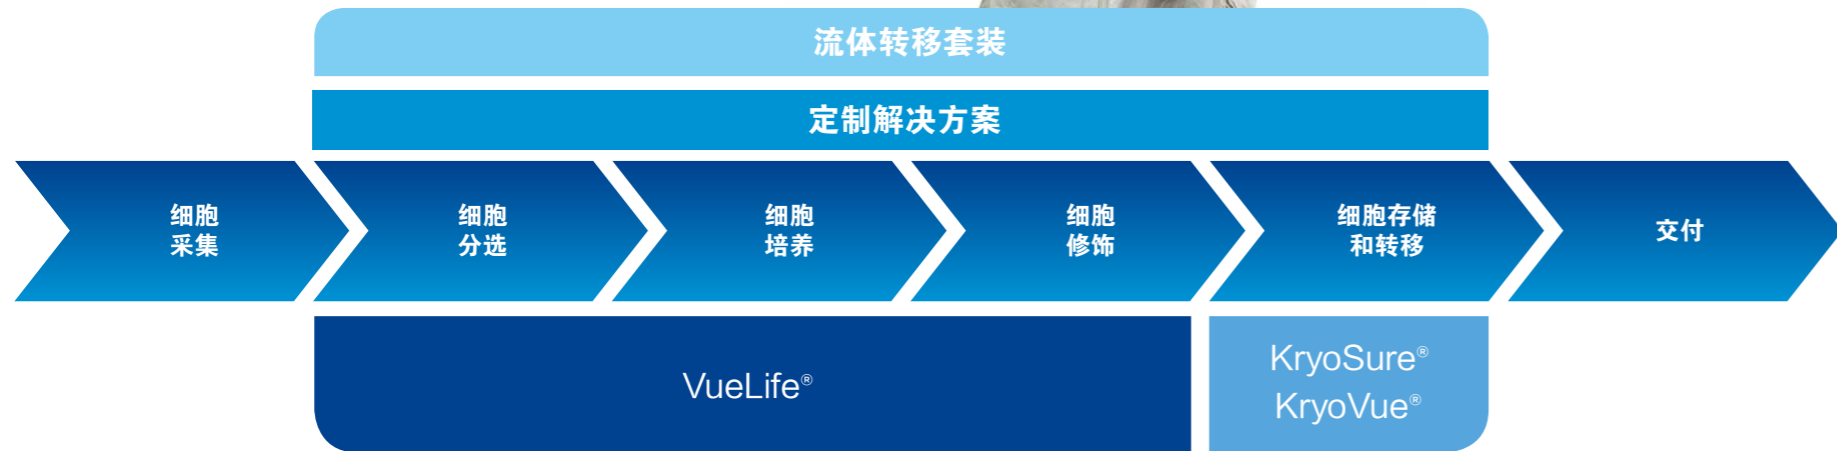 流体转移套装
定制解决方案
细胞
采集
细胞
分选
细胞
培养
细胞
修饰
细胞存储
和转移
交付
VueLife®
KryoSure®
KryoVue®